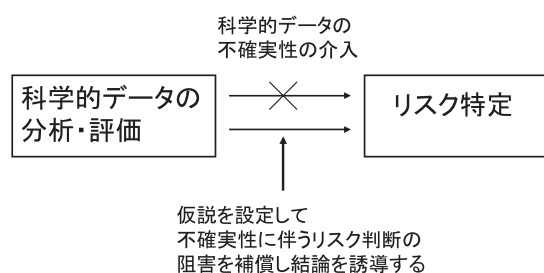 科学的データの
不確実性の介入
科学的データの
分析・評価
リスク特定
仮説を設定して
不確実性に伴うリスク判断の
阻害を補償し結論を誘導する